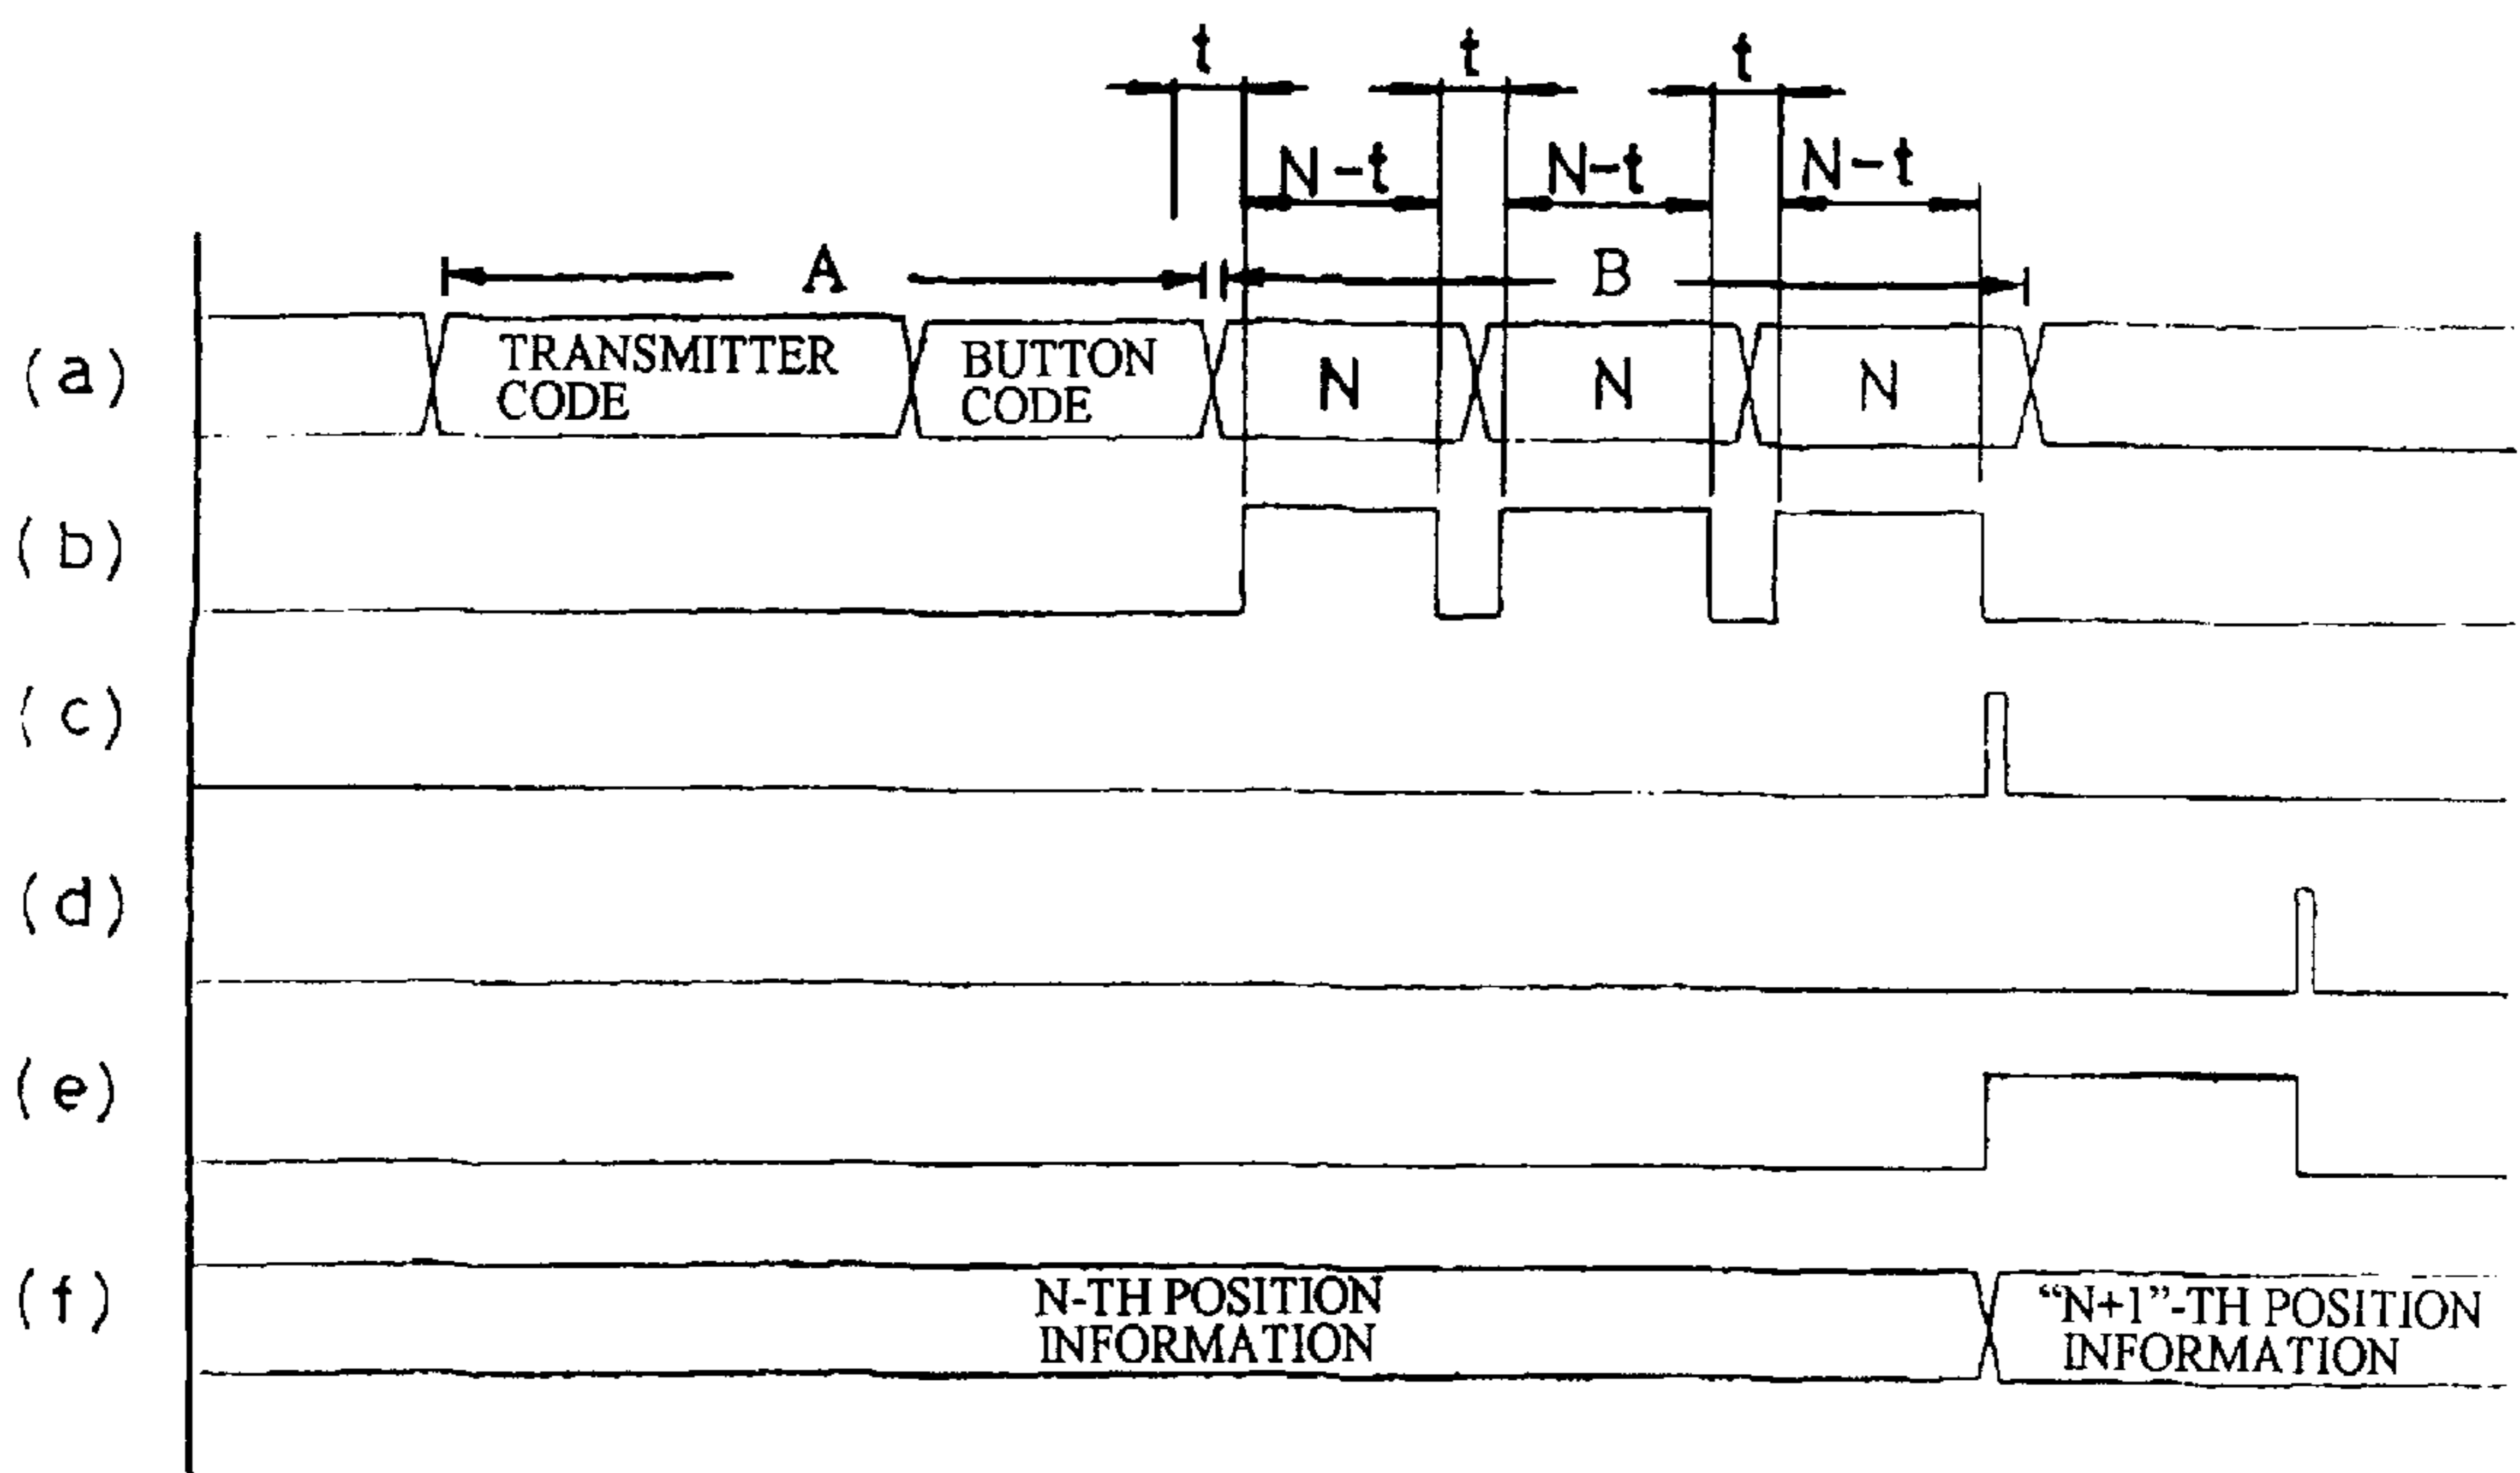 t t t
N-t N-t N-t
A B
(a) TRANSMITTER CODE BUTTON CODE N N N
(b)
(c)
(d)
(e)
(f) N-TH POSITION INFORMATION “N+1”-TH POSITION INFORMATION